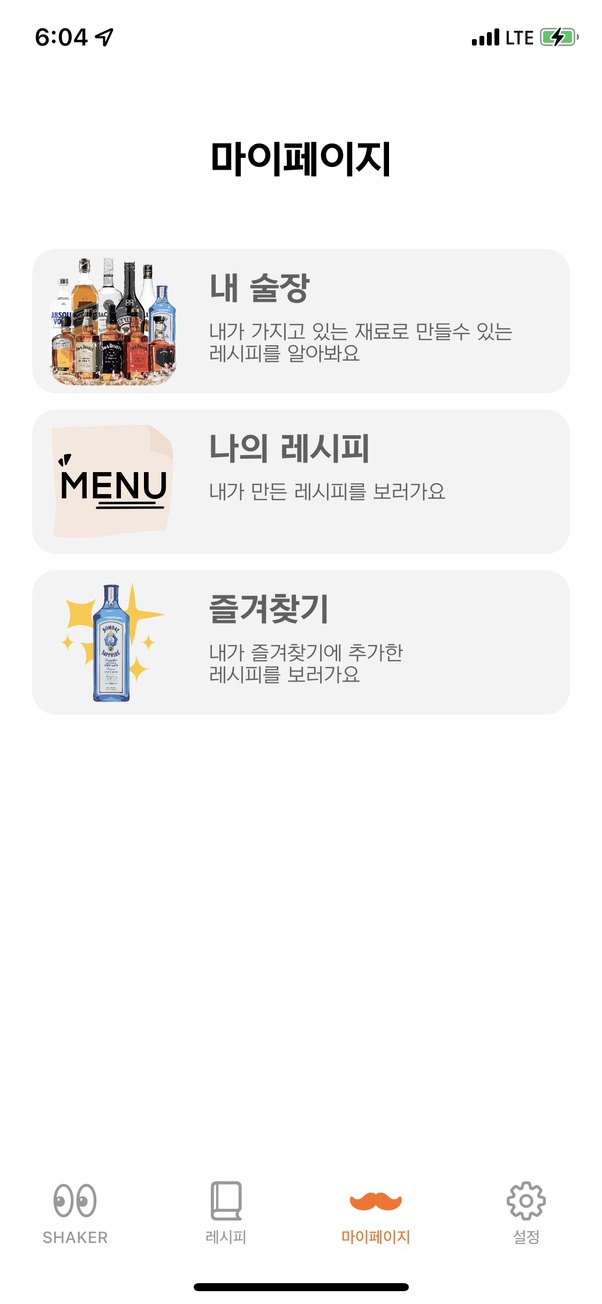 6:04
LTE
마이페이지
내 술장
내가 가지고 있는 재료로 만들수 있는
레시피를 알아봐요
MENU
나의 레시피
내가 만든 레시피를 보러가요
BOMBAY
SAPPHIRE
즐겨찾기
내가 즐겨찾기에 추가한
레시피를 보러가요
SHAKER
레시피
마이페이지
설정